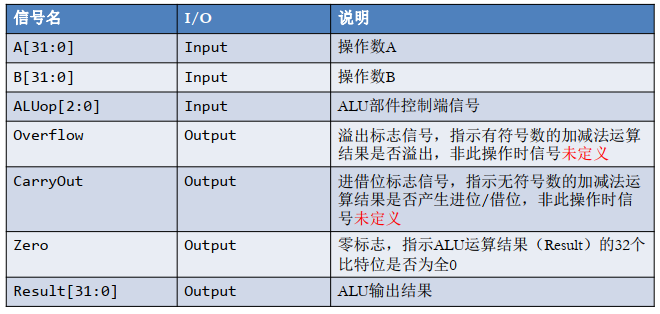 信号名 I/O 说明
A[31:0] Input 操作数A
B[31:0] Input 操作数B
ALUop[2:0] Input ALU部件控制端信号
Overflow Output 溢出标志信号，指示有符号数的加减法运算
结果是否溢出，非此操作时信号未定义
CarryOut Output 进借位标志信号，指示无符号数的加减法运
算结果是否产生进位/借位，非此操作时信
号未定义
Zero Output 零标志，指示ALU运算结果（Result）的32个
比特位是否为全0
Result[31:0] Output ALU输出结果